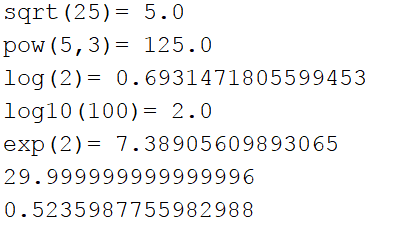 sqrt(25)= 5.0
pow(5,3)= 125.0
log(2)= 0.6931471805599453
log10(100)= 2.0
exp(2)= 7.38905609893065
29.999999999999996
0.5235987755982988